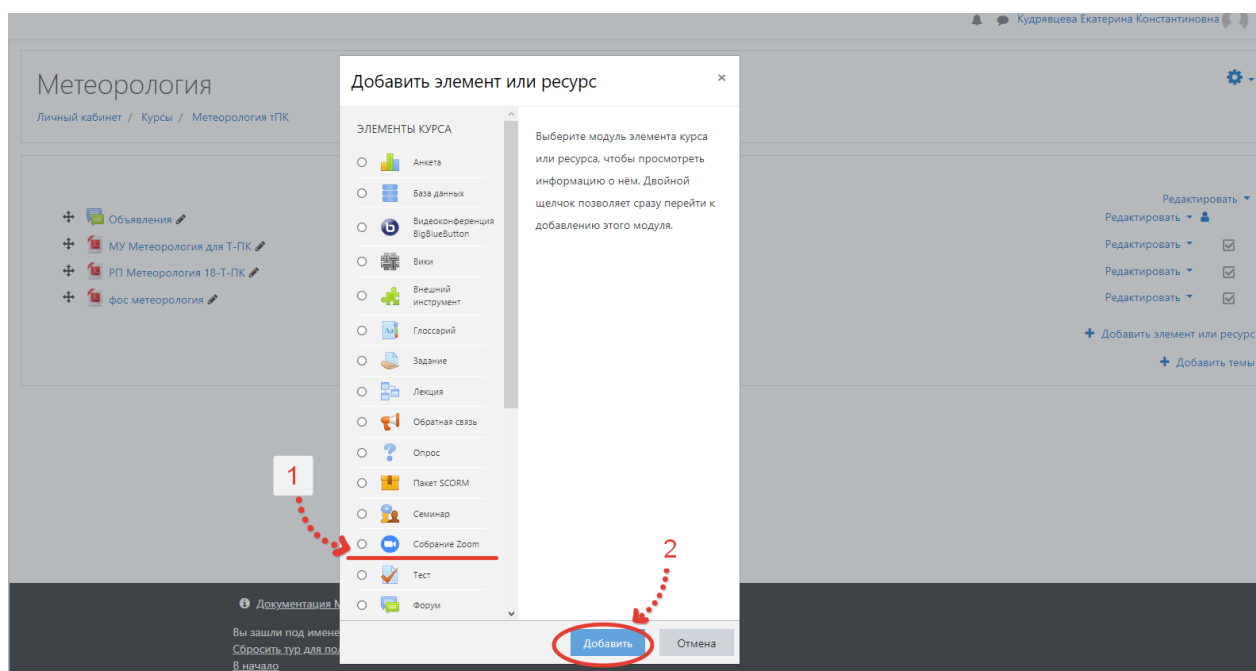 Кудрявцева Екатерина Константиновна
Метеорология
Личный кабинет / Курсы / Метеорология тПК
Объявления
МУ Метеорология для Т-ПК
РП Метеорология 18-Т-ПК
фос метеорология
Добавить элемент или ресурс
×
ЭЛЕМЕНТЫ КУРСА
Анкета
База данных
Видеоконференция
BigBlueButton
Вики
Внешний
инструмент
Глоссарий
Задание
Лекция
Обратная связь
Опрос
Пакет SCORM
Семинар
Собрание Zoom
Тест
Форум
Выберите модуль элемента курса
или ресурса, чтобы просмотреть
информацию о нём. Двойной
щелчок позволяет сразу перейти к
добавлению этого модуля.
1
2
Добавить
Отмена
Редактировать
Редактировать
Редактировать
Редактировать
Редактировать
Добавить элемент или ресурс
Добавить темы
Документация
Вы зашли под
Сбросить тур для
В начало